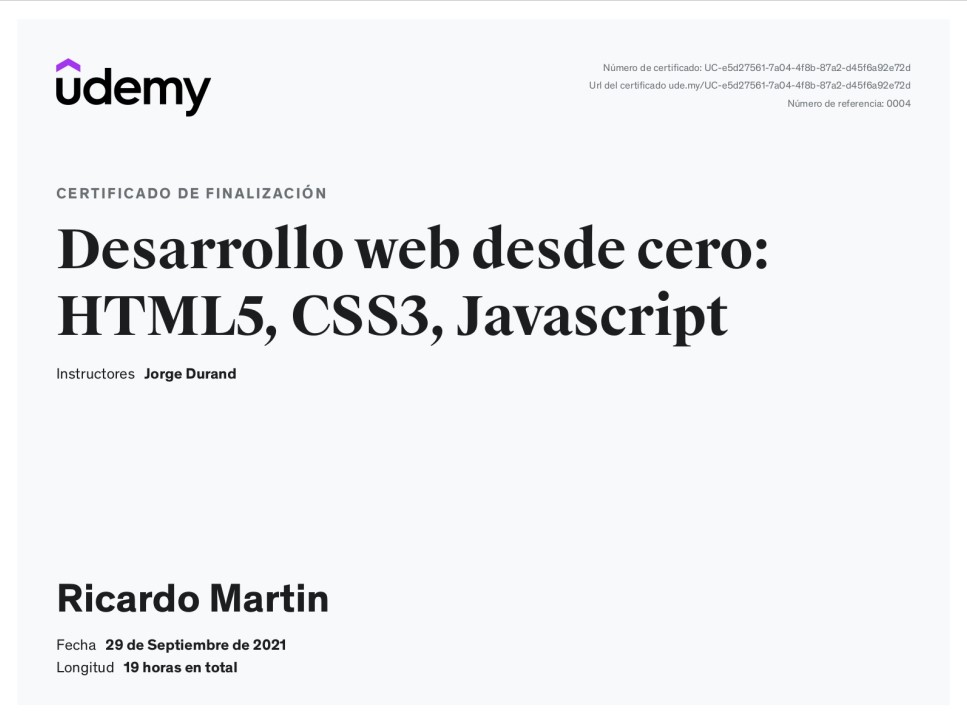 udemy
Número de certificado: UC-e5d27561-7a04-4f8b-87a2-d45f6a92e72d
Url del certificado ude.my/UC-e5d27561-7a04-4f8b-87a2-d45f6a92e72d
Número de referencia: 0004
CERTIFICADO DE FINALIZACIÓN
Desarrollo web desde cero:
HTML5, CSS3, Javascript
Instructores Jorge Durand
Ricardo Martin
Fecha 29 de Septiembre de 2021
Longitud 19 horas en total